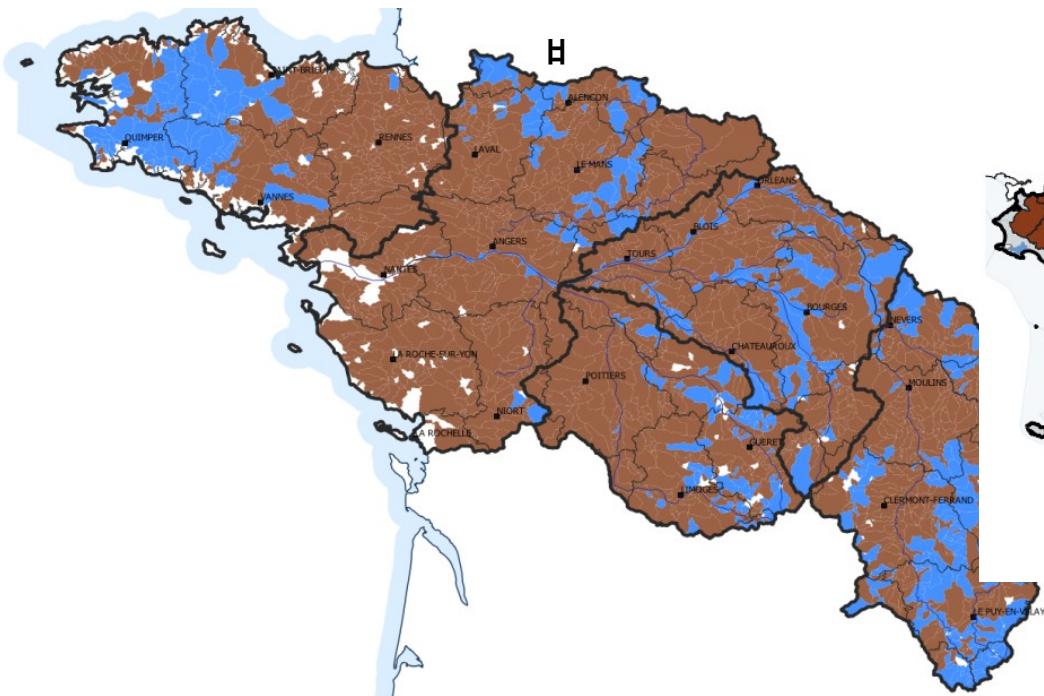 SAINT-BRIEUC
ALENCON
QUIMPER
RENNES
LAVAL
LE MANS
ORLEANS
VANNES
BLOIS
ANGERS
TOURS
NANTES
BOURGES
NEVERS
CHATEAUROUX
LA ROCHE-SUR-YON
POITIERS
MOULINS
NIORT
LA ROCHELLE
GUERET
LIMOGES
CLERMONT-FERRAND
LE PUY-EN-VELAY